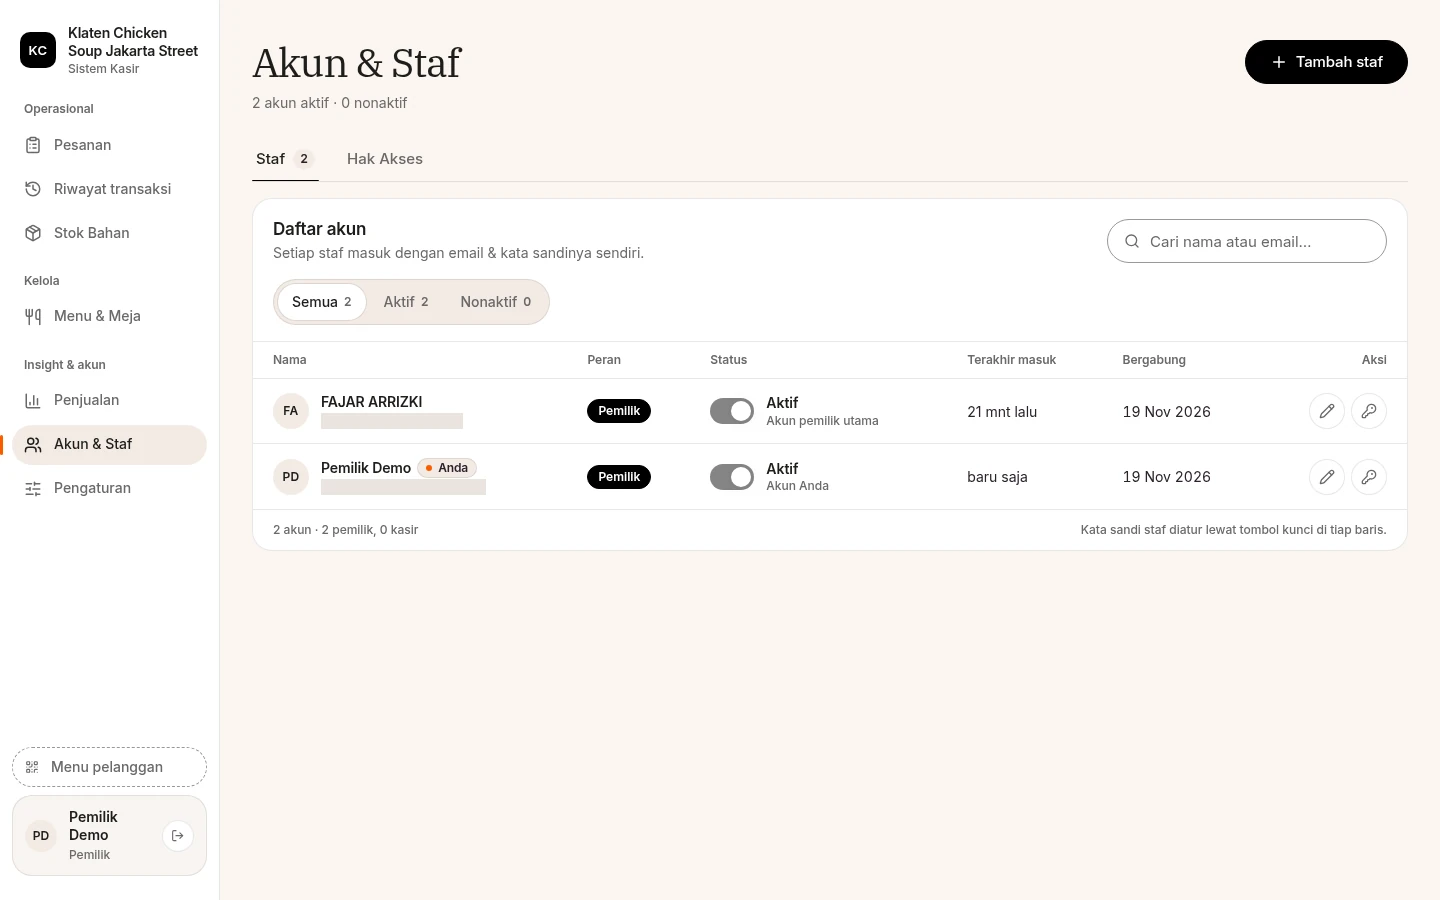 KC
Klaten Chicken
Soup Jakarta Street
Sistem Kasir
Operasional
Pesanan
Riwayat transaksi
Stok Bahan
Kelola
Menu & Meja
Insight & akun
Penjualan
Akun & Staf
Pengaturan
Menu pelanggan
PD
Pemilik
Demo
Pemilik
Akun & Staf
2 akun aktif · 0 nonaktif
+ Tambah staf
Staf 2 Hak Akses
Daftar akun
Setiap staf masuk dengan email & kata sandinya sendiri.
Cari nama atau email...
Semua 2 Aktif 2 Nonaktif 0
Nama Peran Status Terakhir masuk Bergabung Aksi
FA FAJAR ARRIZKI Pemilik Aktif 21 mnt lalu 19 Nov 2026
Akun pemilik utama
PD Pemilik Demo Anda Pemilik Aktif baru saja 19 Nov 2026
Akun Anda
2 akun · 2 pemilik, 0 kasir Kata sandi staf diatur lewat tombol kunci di tiap baris.